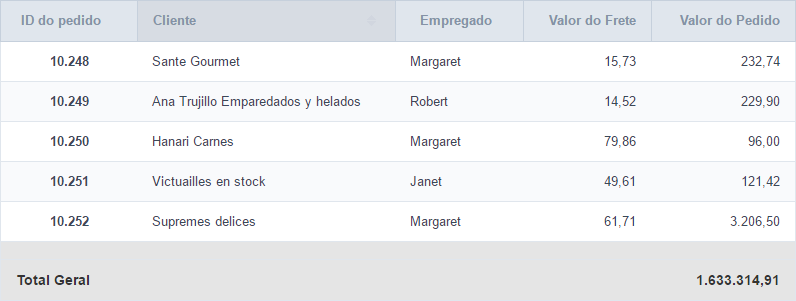 ID do pedido Cliente Empregado Valor do Frete Valor do Pedido
10.248 Sante Gourmet Margaret 15,73 232,74
10.249 Ana Trujillo Emparedados y helados Robert 14,52 229,90
10.250 Hanari Carnes Margaret 79,86 96,00
10.251 Victuailles en stock Janet 49,61 121,42
10.252 Supremes delices Margaret 61,71 3.206,50
Total Geral 1.633.314,91